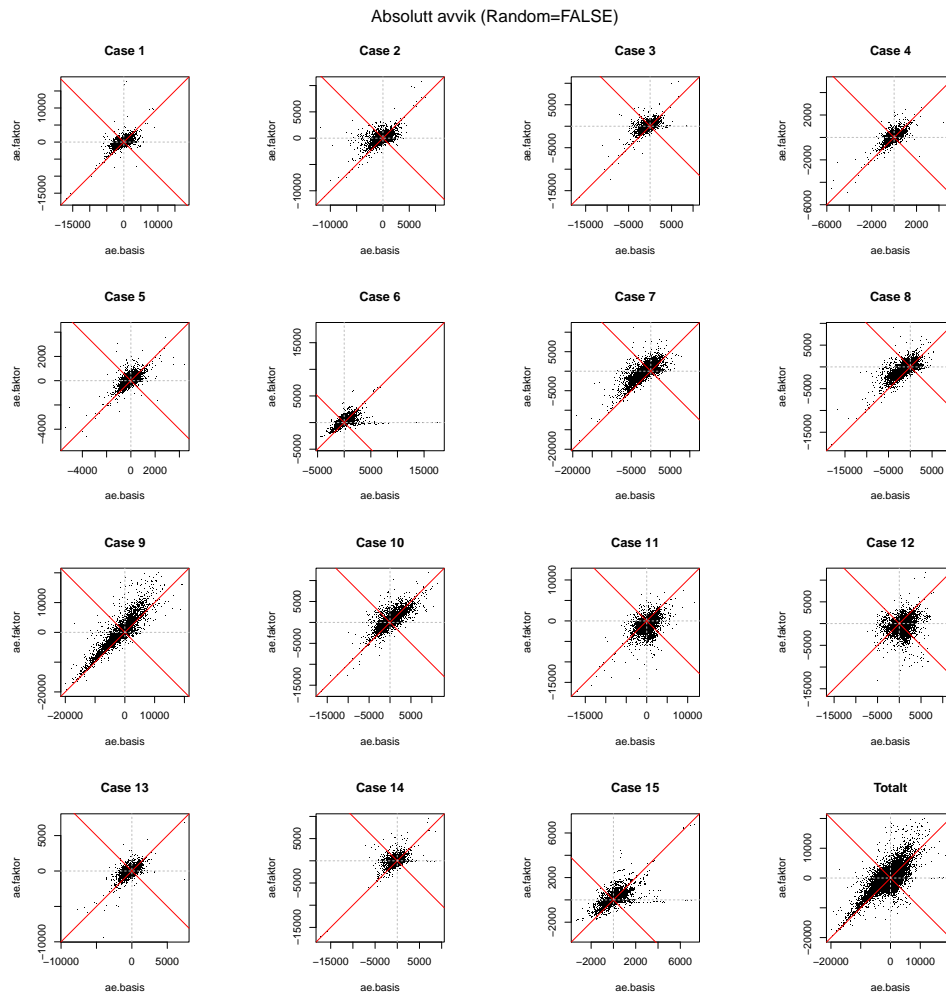 Absolutt avvik (Random=FALSE)
Case 1
Case 2
Case 3
Case 4
ae.faktor
−15000 0 10000
−15000 0 10000
ae.basis
ae.faktor
−10000 0 5000
−10000 0 5000
ae.basis
ae.faktor
−15000 −5000 5000
−15000 −5000 5000
ae.basis
ae.faktor
−6000 −2000 2000
−6000 −2000 2000
ae.basis
Case 5
Case 6
Case 7
Case 8
ae.faktor
−4000 0 2000
−4000 0 2000
ae.basis
ae.faktor
−5000 5000 15000
−5000 5000 15000
ae.basis
ae.faktor
−20000 −10000 0 5000
−20000 −5000 5000
ae.basis
ae.faktor
−15000 −5000 0 5000
−15000 −5000 5000
ae.basis
Case 9
Case 10
Case 11
Case 12
ae.faktor
−20000 0 10000
−20000 0 10000
ae.basis
ae.faktor
−15000 −5000 5000
−15000 −5000 5000
ae.basis
ae.faktor
−15000 0 10000
−15000 0 10000
ae.basis
ae.faktor
−15000 −5000 5000
−15000 −5000 5000
ae.basis
Case 13
Case 14
Case 15
Totalt
ae.faktor
−10000 0 5000
−10000 −5000 0 5000
ae.basis
ae.faktor
−15000 −5000 0 10000
−15000 −5000 5000
ae.basis
ae.faktor
−2000 2000 6000
−2000 2000 6000
ae.basis
ae.faktor
−20000 0 10000
−20000 0 10000
ae.basis